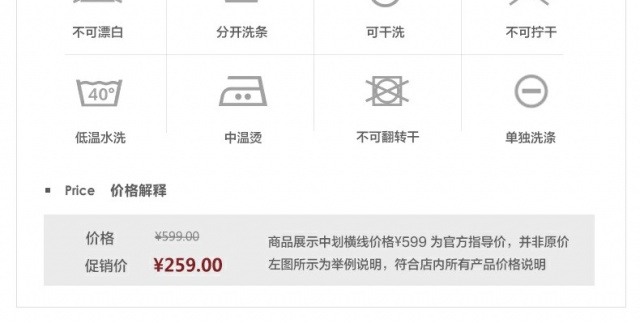 不可漂白 分开洗条 可干洗 不可拧干
40°
低温水洗 中温烫 不可翻转干 单独洗涤
Price 价格解释
价格 ¥599.00 商品展示中划横线价格¥599 为官方指导价，并非原价
促销价 ¥259.00 左图所示为举例说明，符合店内所有产品价格说明